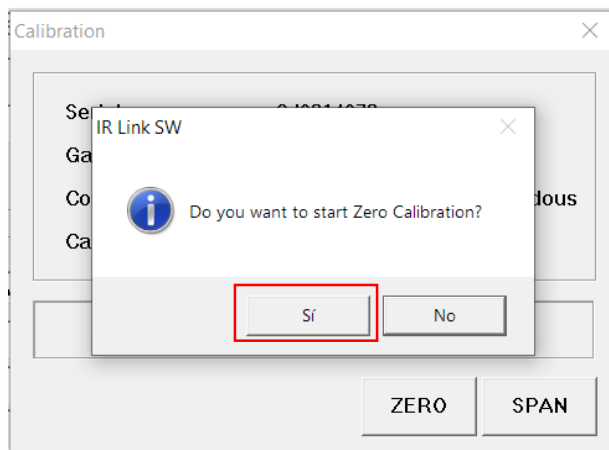 Calibration
IR Link SW
Do you want to start Zero Calibration?
Sí
No
ZERO
SPAN